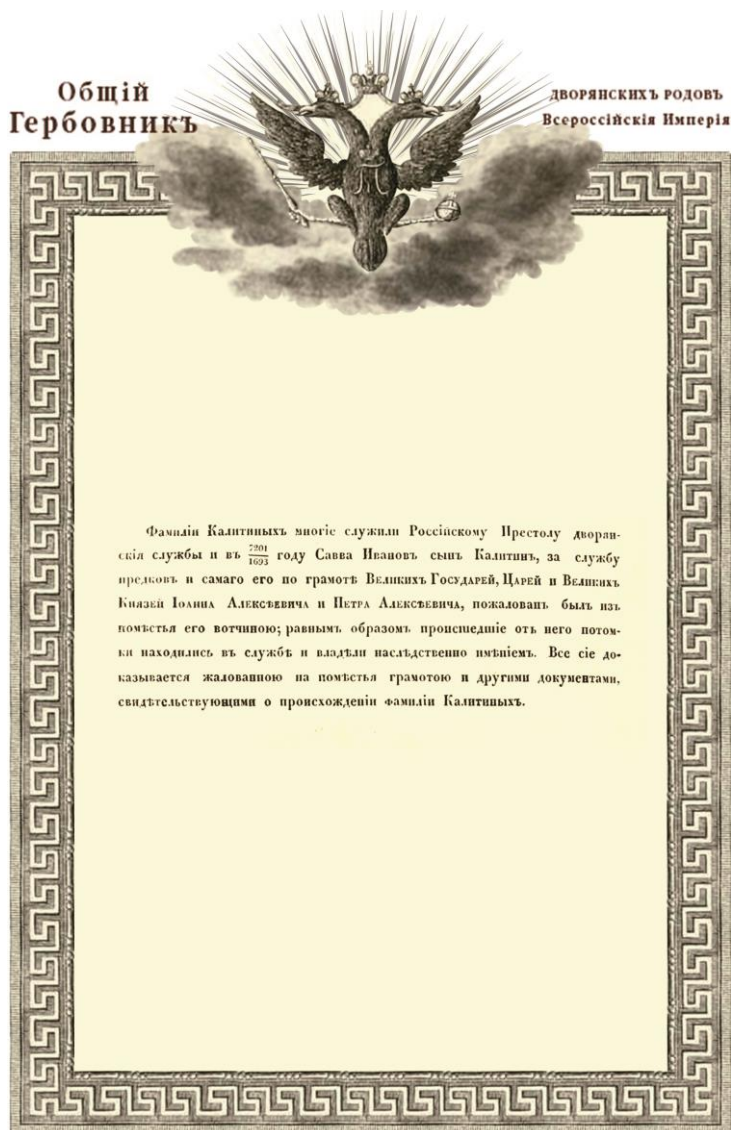 Общій
Гербовникъ
ДВОРЯНСКИХЪ РОДОВЪ
Всероссійскія Имперія
Фамиліи Калитиныхъ многіе служили Россійскому Престолу дворян-
скія службы и въ 7201/1693 году Савва Ивановъ сынъ Калитинъ, за службу
предковъ и самаго его по грамотѣ Великихъ Государей, Царей и Великихъ
Князей Іоанна Алексѣевича и Петра Алексѣевича, пожалованъ былъ изъ
помѣстья его вотчиною; равнымъ образомъ происшедшіе отъ него потом-
ки находились въ службѣ и владѣли наслѣдственно имѣніемъ. Все сіе до-
казывается жалованною на помѣстья грамотою и другими документами,
свидѣтельствующими о происхожденіи фамиліи Калитиныхъ.